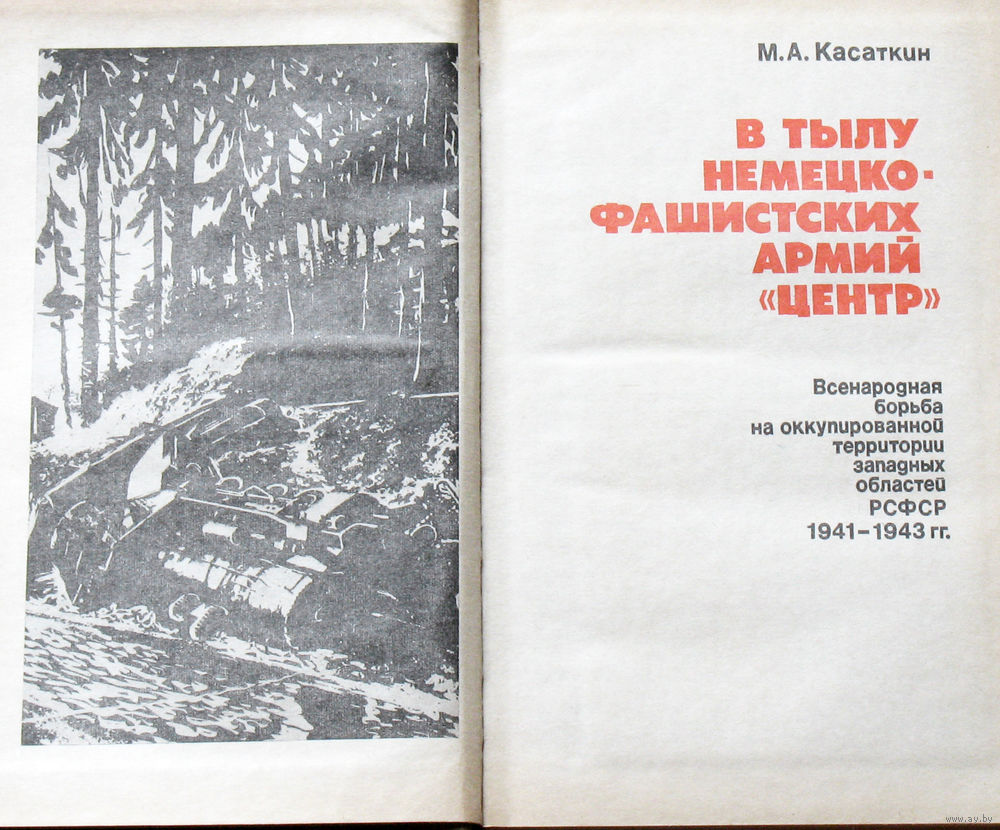 М.А. Касаткин
В ТЫЛУ
НЕМЕЦКО-
ФАШИСТСКИХ
АРМИЙ
«ЦЕНТР»
Всенародная
борьба
на оккупированной
территории
западных
областей
РСФСР
1941–1943 гг.
www.ay.by